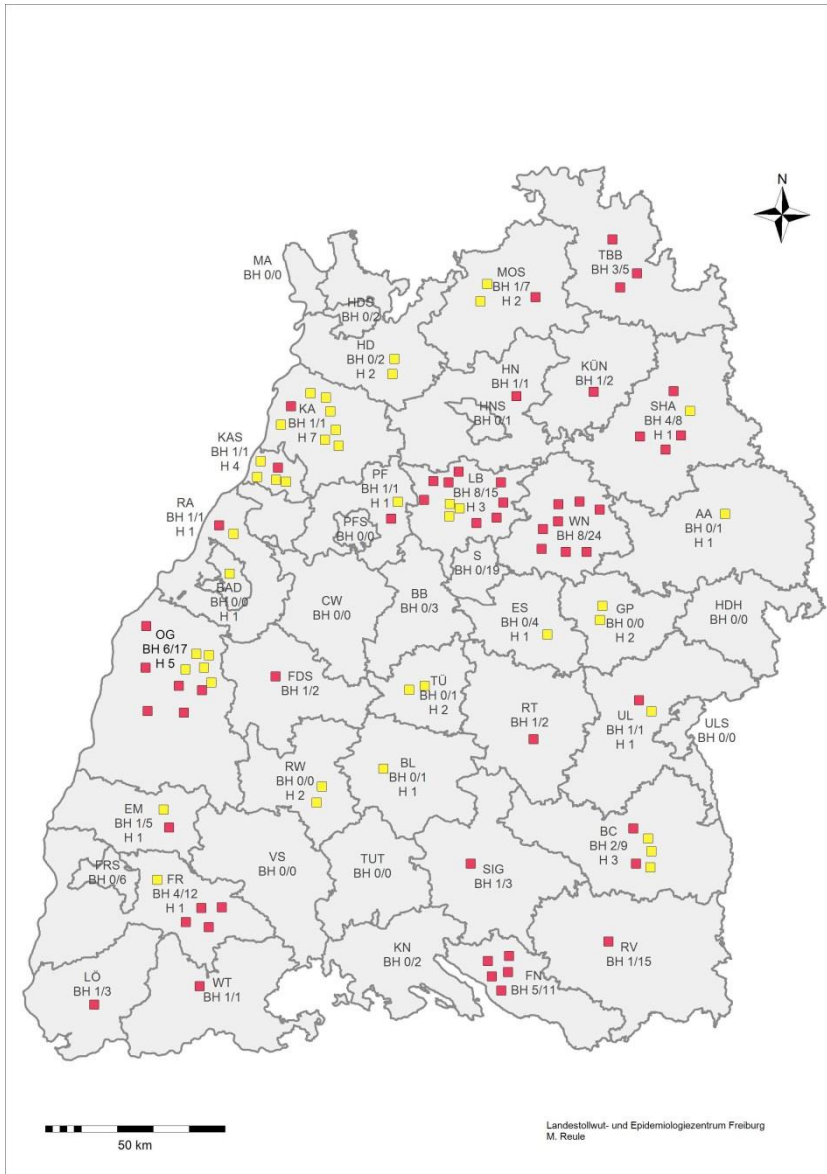 N
TBB
BH 3/5
MA
BH 0/0
MOS
BH 1/7
H 2
HDS
BH 0/2
HD
BH 0/2
H 2
HN
BH 1/1
KÜN
BH 1/2
HNS
BH 0/1
SHA
BH 4/8
H 1
KA
BH 1/1
H 7
KAS
BH 1/1
H 4
PF
BH 1/1
H 1
LB
BH 8/15
H 3
RA
BH 1/1
H 1
PFS
BH 0/0
WN
BH 8/24
AA
BH 0/1
H 1
S
BH 0/19
BAD
BH 0/0
H 1
CW
BH 0/0
BB
BH 0/3
ES
BH 0/4
H 1
GP
BH 0/0
H 2
HDH
BH 0/0
OG
BH 6/17
H 5
FDS
BH 1/2
TÜ
BH 0/1
H 2
RT
BH 1/2
UL
BH 1/1
H 1
ULS
BH 0/0
RW
BH 0/0
H 2
BL
BH 0/1
H 1
EM
BH 1/5
H 1
BC
BH 2/9
H 3
VS
BH 0/0
TUT
BH 0/0
SIG
BH 1/3
FRS
BH 0/6
FR
BH 4/12
H 1
KN
BH 0/2
RV
BH 1/15
LÖ
BH 1/3
WT
BH 1/1
FN
BH 5/11
50 km
Landestollwut- und Epidemiologiezentrum Freiburg
M. Reule